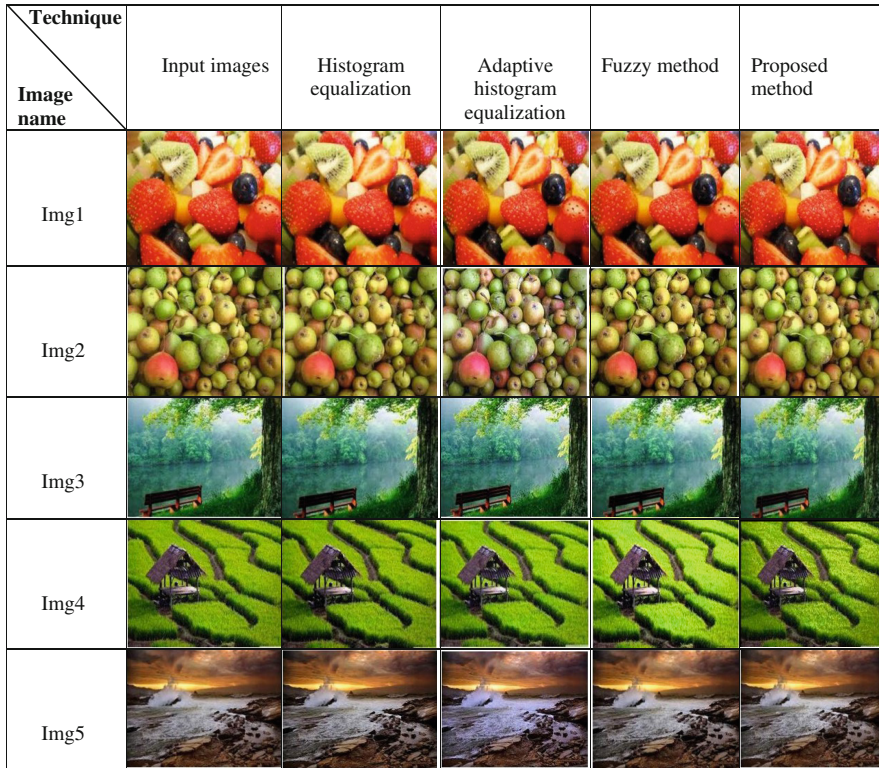 Technique
Image
name
Input images
Histogram
equalization
Adaptive
histogram
equalization
Fuzzy method
Proposed
method
Img1
Img2
Img3
Img4
Img5